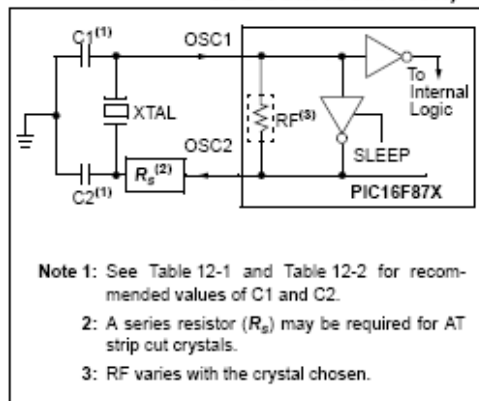 C1(1)
OSC1
To
Internal
Logic
XTAL
RF(3)
OSC2
SLEEP
C2(1)
Rs(2)
PIC16F87X
Note 1: See Table 12-1 and Table 12-2 for recom-
mended values of C1 and C2.
2: A series resistor (Rs) may be required for AT
strip cut crystals.
3: RF varies with the crystal chosen.